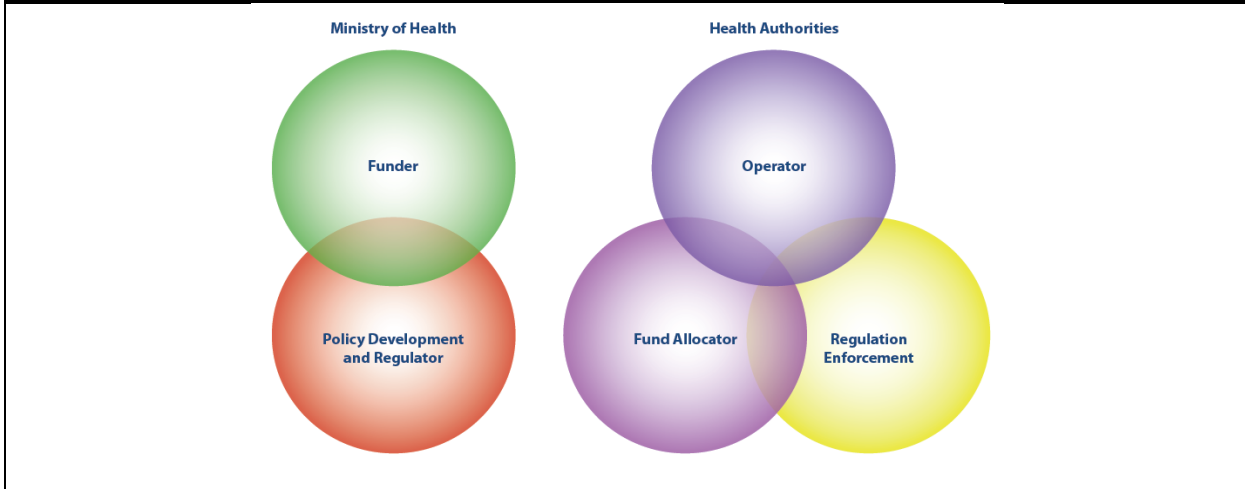 Ministry of Health
Health Authorities
Funder
Operator
Policy Development
and Regulator
Fund Allocator
Regulation
Enforcement